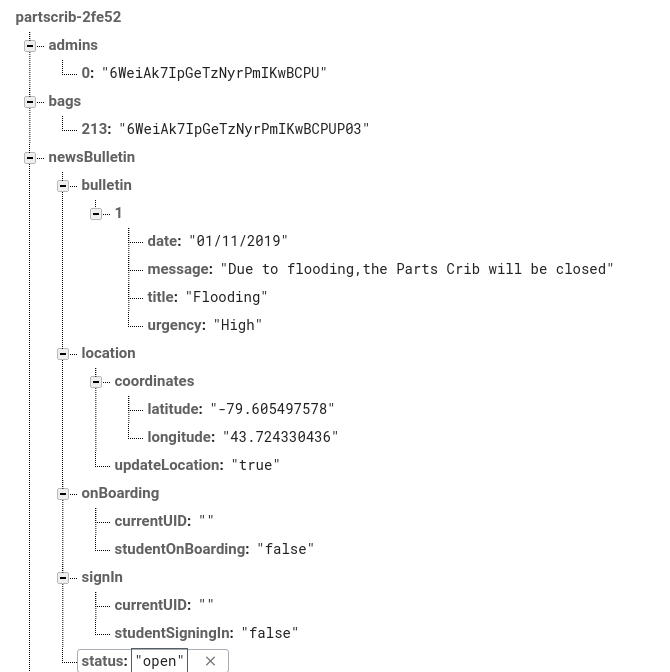 partscrib-2fe52
admins
0: "6WeiAk7IpGeTzNyrPmIKwBCPU"
bags
213: "6WeiAk7IpGeTzNyrPmIKwBCPUP03"
newsBulletin
bulletin
1
date: "01/11/2019"
message: "Due to flooding,the Parts Crib will be closed"
title: "Flooding"
urgency: "High"
location
coordinates
latitude: "-79.605497578"
longitude: "43.724330436"
updateLocation: "true"
onBoarding
currentUID: ""
studentOnBoarding: "false"
signIn
currentUID: ""
studentSigningIn: "false"
status: "open"